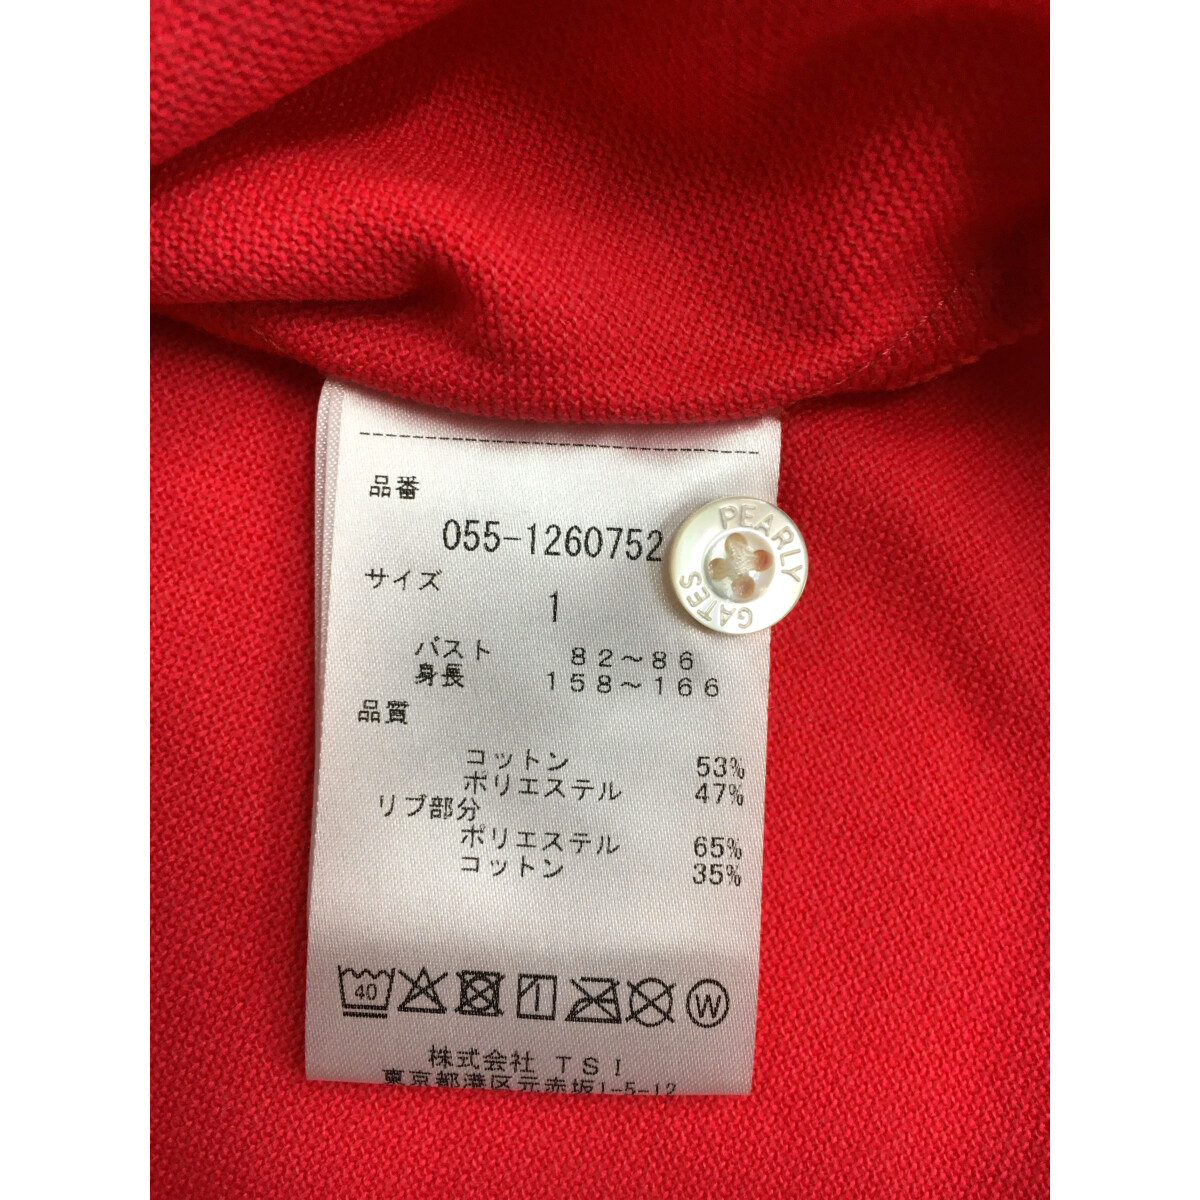 品番
055-1260752
PEARLY
GATES
サイズ
1
バスト 82～86
身長 158～166
品質
コットン 53%
ポリエステル 47%
リブ部分
ポリエステル 65%
コットン 35%
40
W
株式会社 TSI
東京都港区元赤坂1-5-12